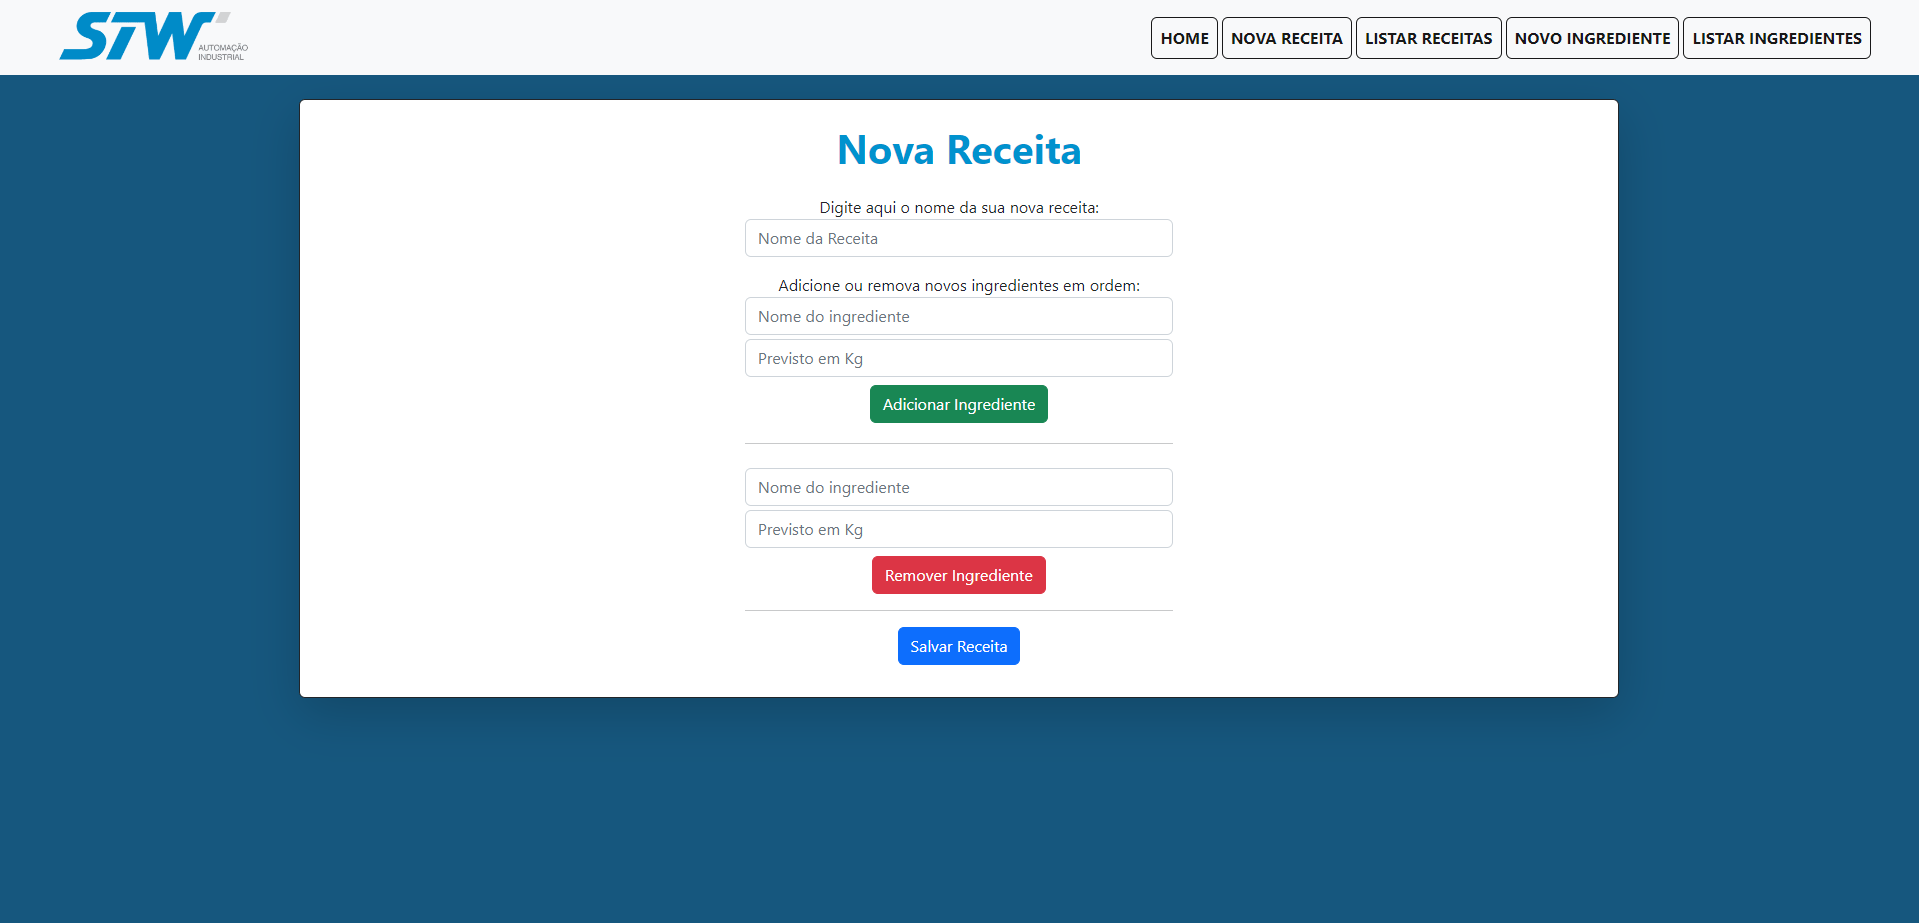 STW
AUTOMAÇÃO
INDUSTRIAL
HOME NOVA RECEITA LISTAR RECEITAS NOVO INGREDIENTE LISTAR INGREDIENTES
Nova Receita
Digite aqui o nome da sua nova receita:
Nome da Receita
Adicione ou remova novos ingredientes em ordem:
Nome do ingrediente
Previsto em Kg
Adicionar Ingrediente
Nome do ingrediente
Previsto em Kg
Remover Ingrediente
Salvar Receita